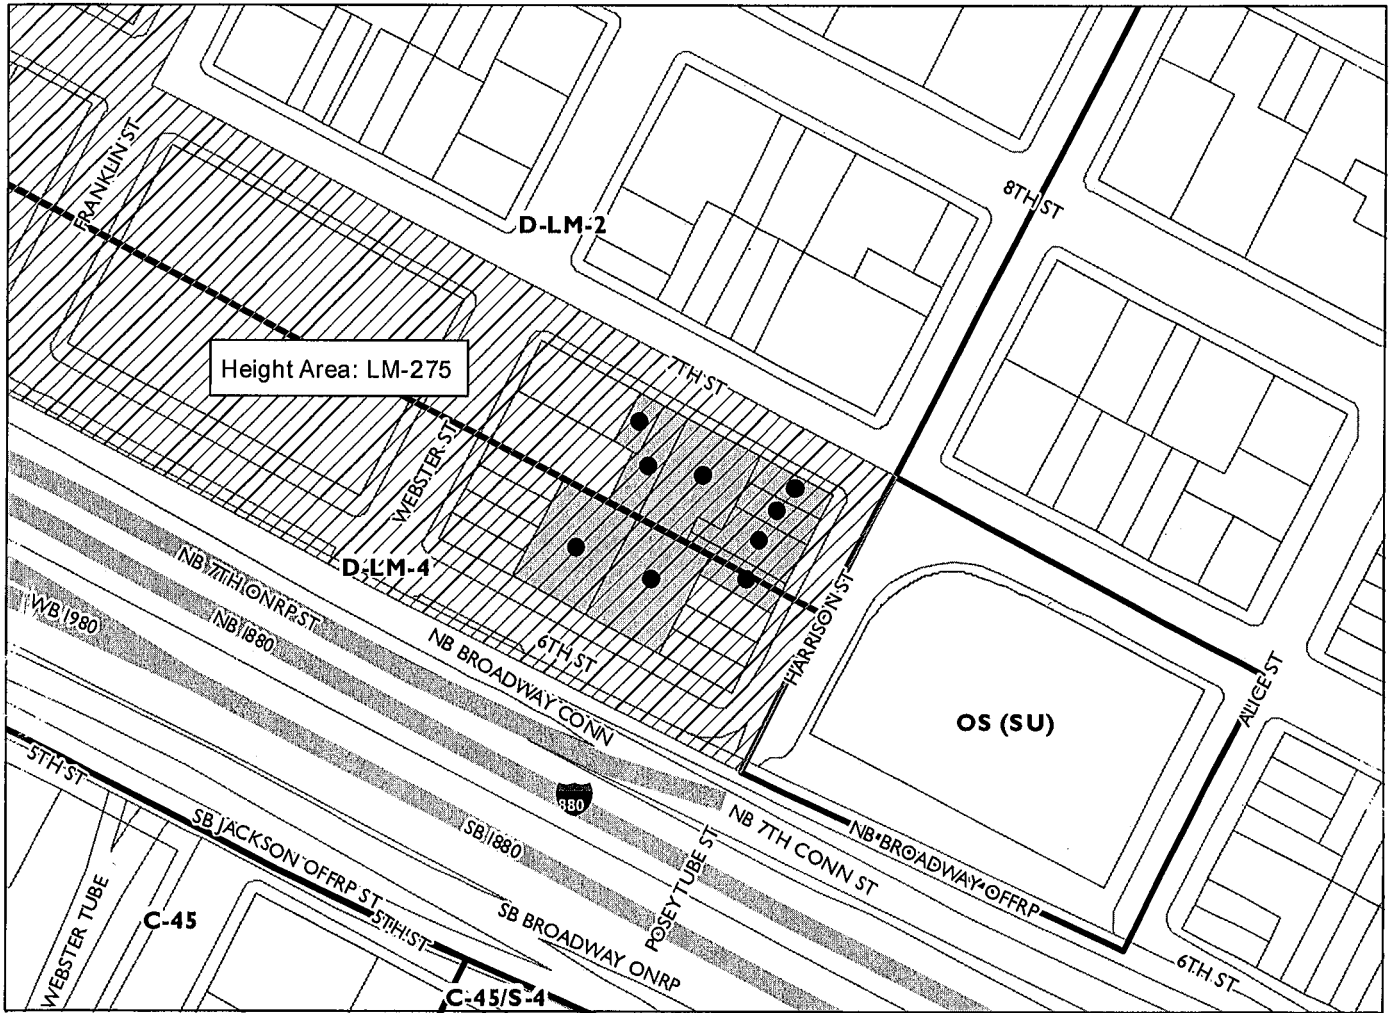 FRANKLIN ST
8TH ST
D-LM-2
Height Area: LM-275
7TH ST
WEBSTER ST
D-LM-4
NB 7TH ONRP ST
NB I880
WB I980
6TH ST
NB BROADWAY CONN
HARRISON ST
OS (SU)
ALICE ST
5TH ST
880
SB JACKSON OFFRP ST
SB I880
NB 7TH CONN ST
NB BROADWAY OFFRP
POSEY TUBE ST
WEBSTER TUBE
C-45
5TH ST
SB BROADWAY ONRP
6TH ST
C-45/S-4